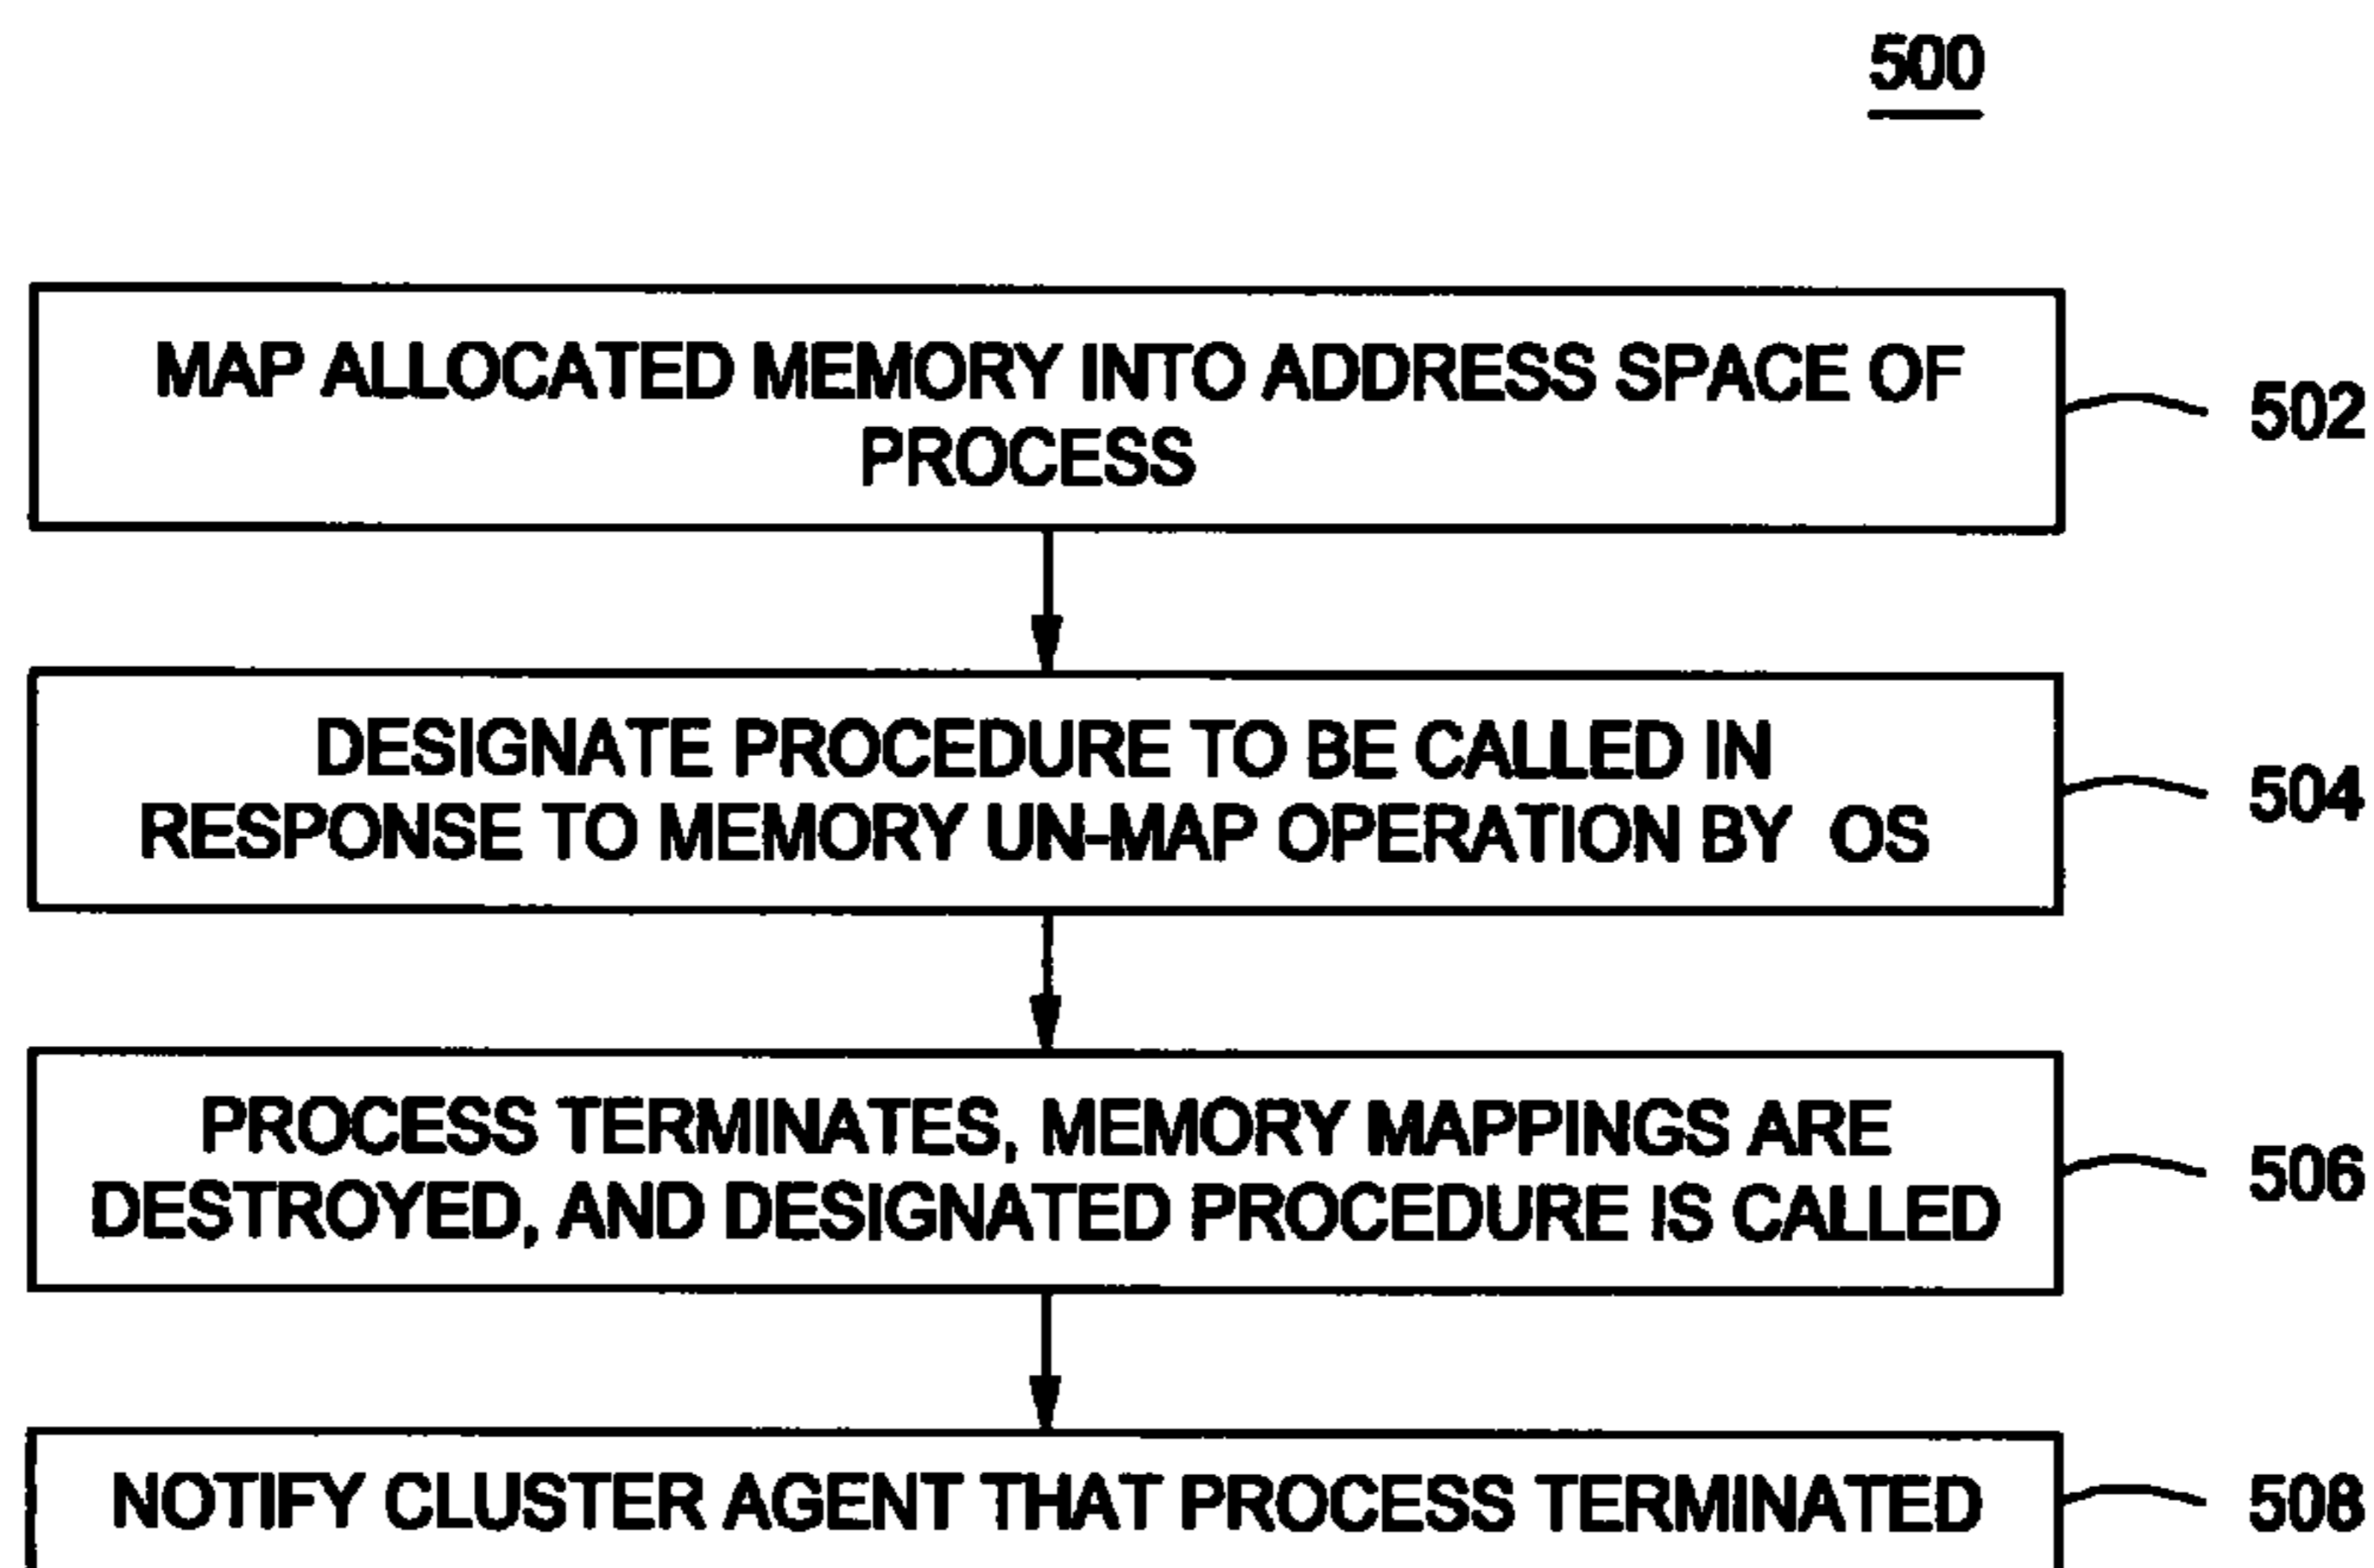 500
MAP ALLOCATED MEMORY INTO ADDRESS SPACE OF
PROCESS
502
DESIGNATE PROCEDURE TO BE CALLED IN
RESPONSE TO MEMORY UN-MAP OPERATION BY OS
504
PROCESS TERMINATES, MEMORY MAPPINGS ARE
DESTROYED, AND DESIGNATED PROCEDURE IS CALLED
506
NOTIFY CLUSTER AGENT THAT PROCESS TERMINATED
508